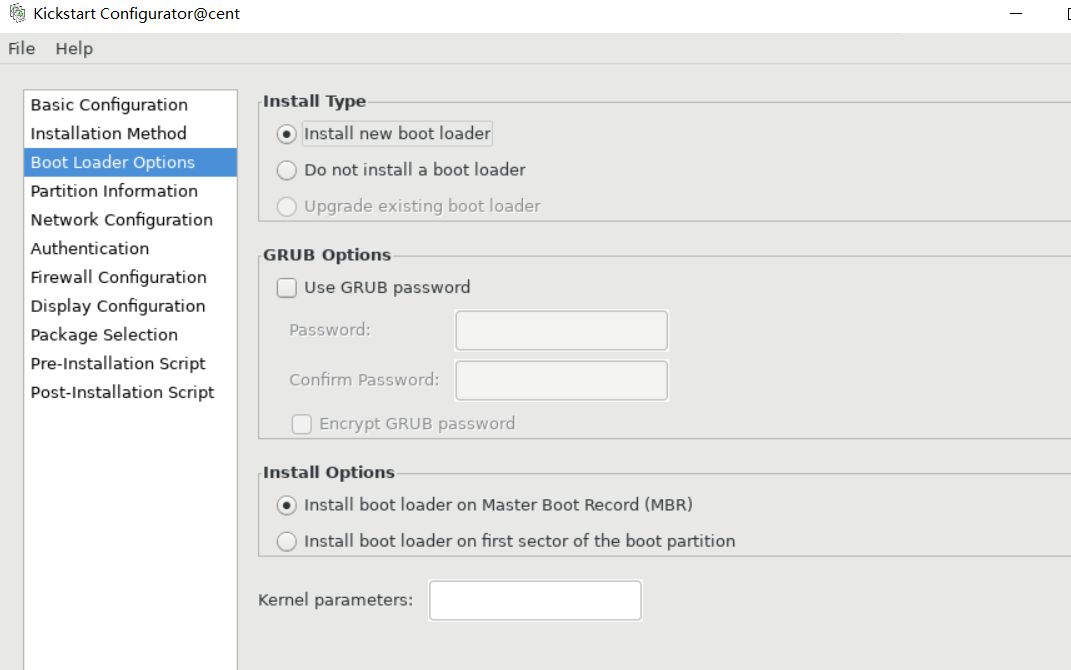 Kickstart Configurator@cent
File Help
Basic Configuration
Installation Method
Boot Loader Options
Partition Information
Network Configuration
Authentication
Firewall Configuration
Display Configuration
Package Selection
Pre-Installation Script
Post-Installation Script
Install Type
Install new boot loader
Do not install a boot loader
Upgrade existing boot loader
GRUB Options
Use GRUB password
Password:
Confirm Password:
Encrypt GRUB password
Install Options
Install boot loader on Master Boot Record (MBR)
Install boot loader on first sector of the boot partition
Kernel parameters: